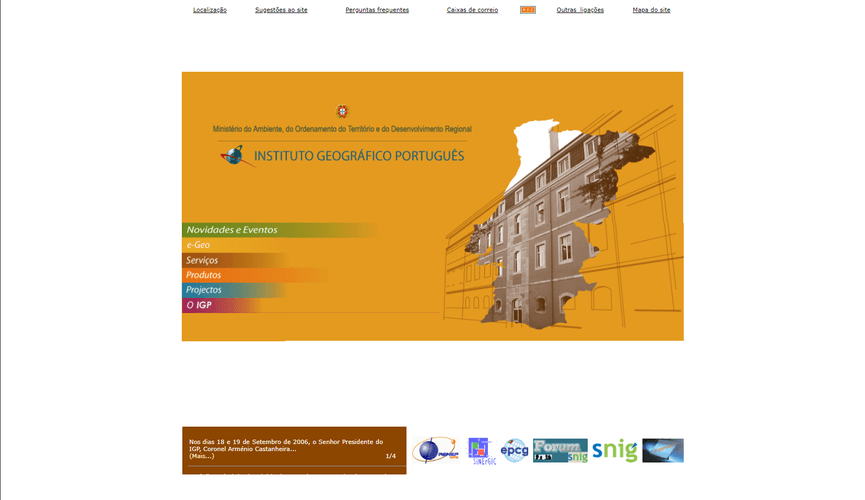 Localização Sugestões ao site Perguntas frequentes Caixas de correio Outras ligações Mapa do site
Ministério do Ambiente, do Ordenamento do Território e do Desenvolvimento Regional
INSTITUTO GEOGRÁFICO PORTUGUÊS
Novidades e Eventos
e-Geo
Serviços
Produtos
Projectos
O IGP
Nos dias 18 e 19 de Setembro de 2006, o Senhor Presidente do
IGP, Coronel Arménio Castanheira...
(Mais...) 1/4
SINErGIC
epcg
Forum
snig
snig